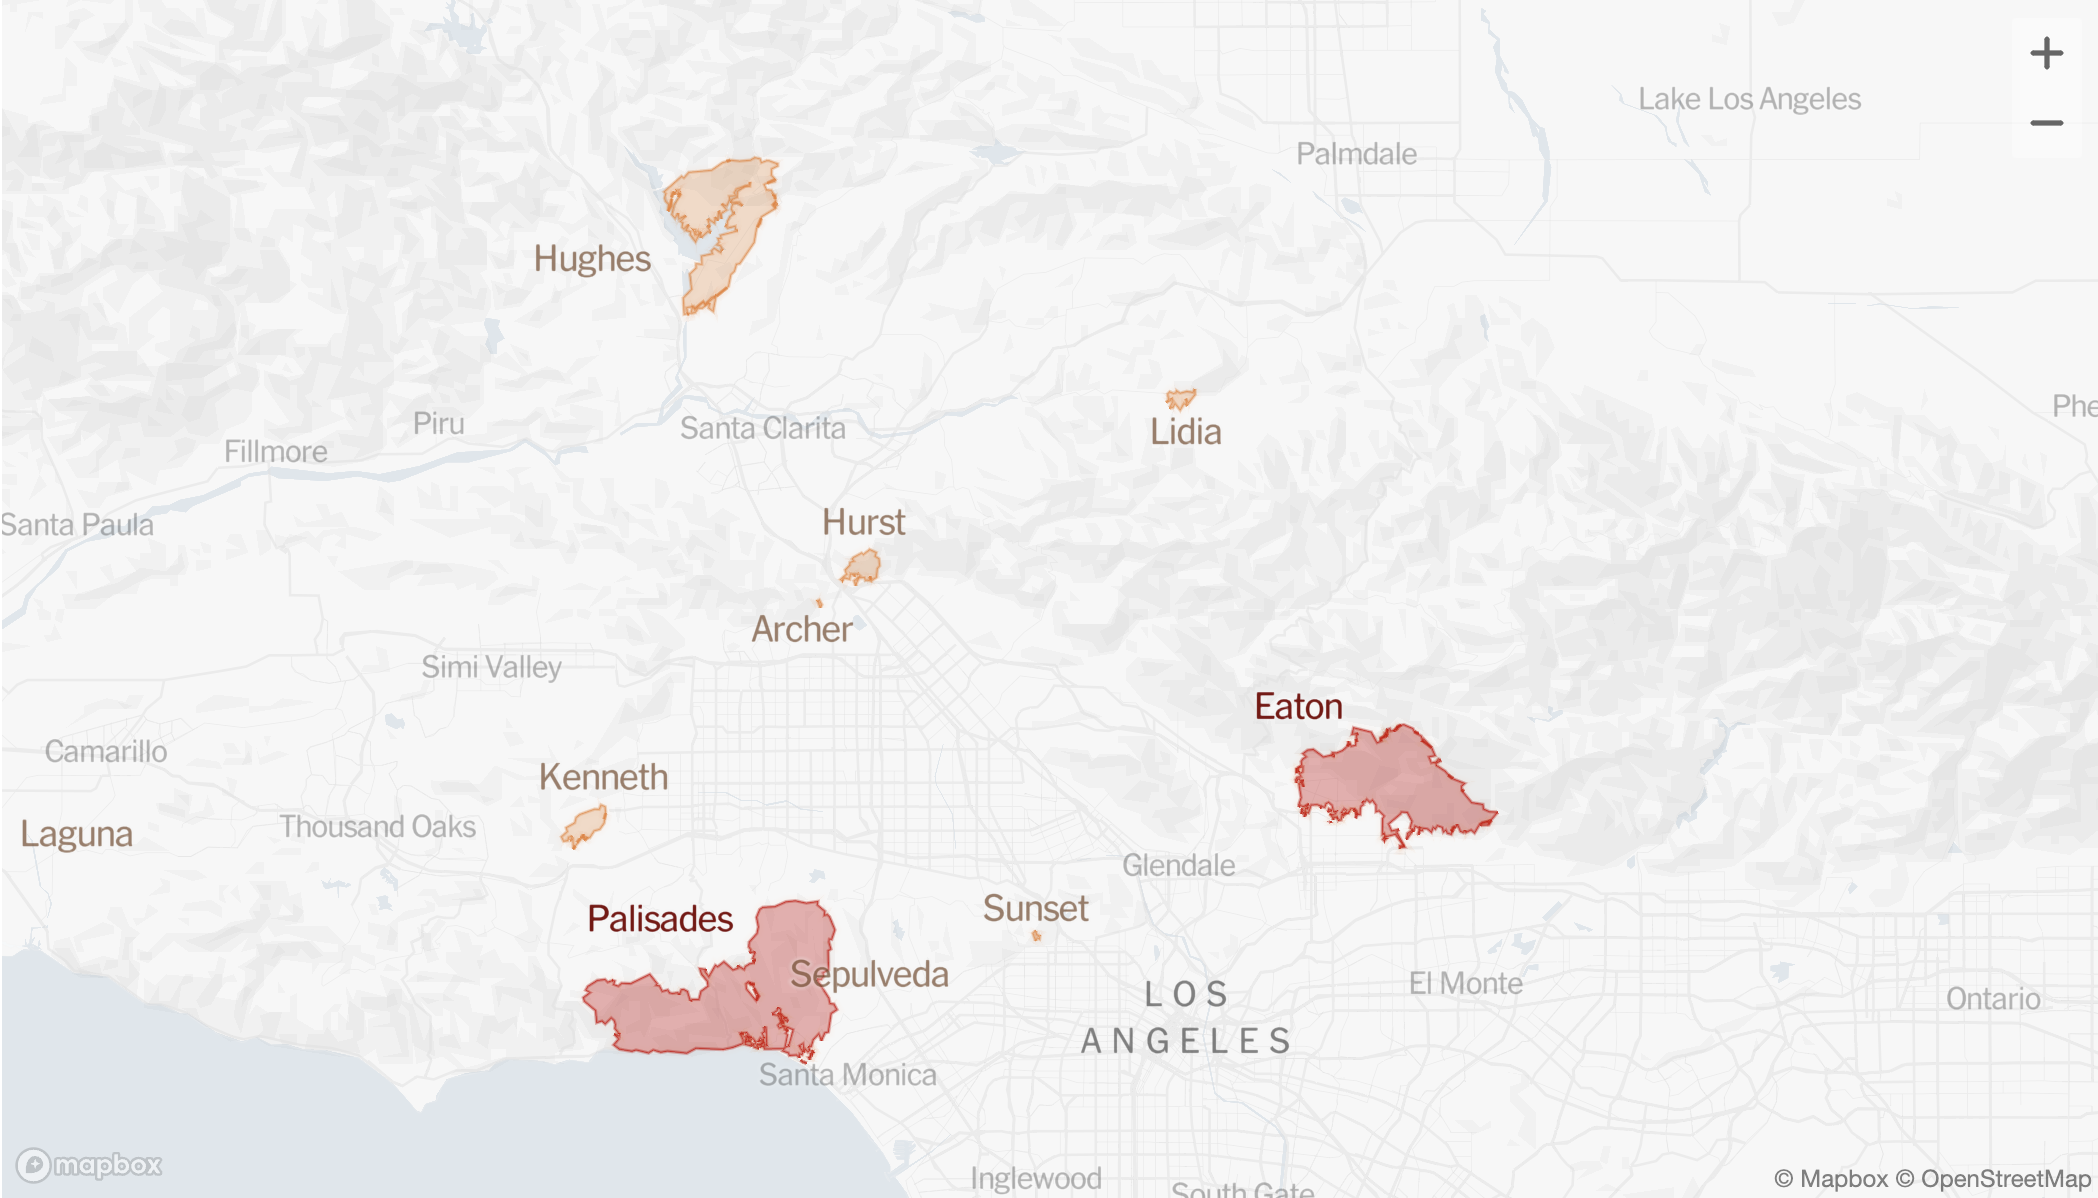 Lake Los Angeles
Palmdale
Hughes
Phe
Piru
Santa Clarita
Lidia
Fillmore
Santa Paula
Hurst
Archer
Simi Valley
Eaton
Camarillo
Kenneth
Laguna
Thousand Oaks
Glendale
Sunset
Palisades
Sepulveda
El Monte
LOS
ANGELES
Ontario
Santa Monica
mapbox
Inglewood
South Gate
© Mapbox © OpenStreetMap